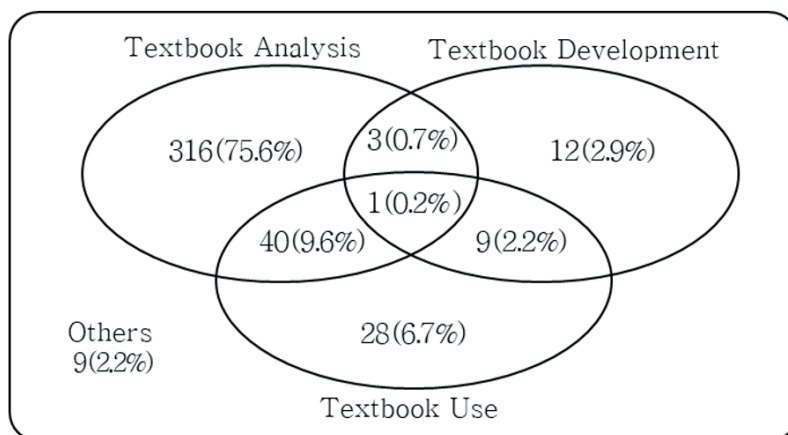 Textbook Analysis
Textbook Development
316(75.6%)
3(0.7%)
12(2.9%)
1(0.2%)
40(9.6%)
9(2.2%)
28(6.7%)
Others
9(2.2%)
Textbook Use